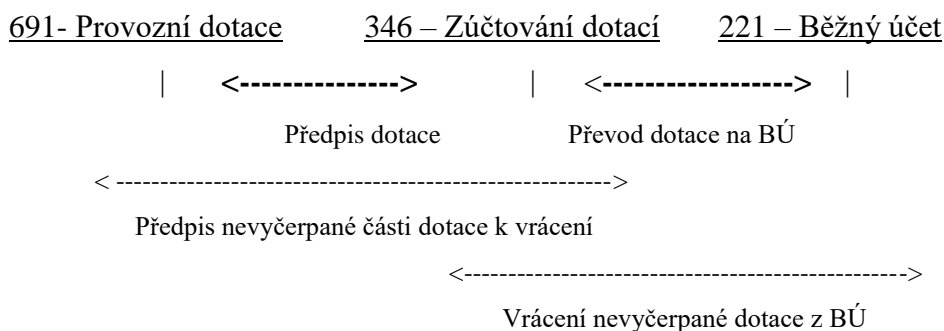 691- Provozní dotace 346 – Zúčtování dotací 221 – Běžný účet
| <---------------> | <---------------> |
Předpis dotace Převod dotace na BÚ
< --------------------------------------------------------->
Předpis nevyčerpané části dotace k vrácení
<-------------------------------------------------->
Vrácení nevyčerpané dotace z BÚ